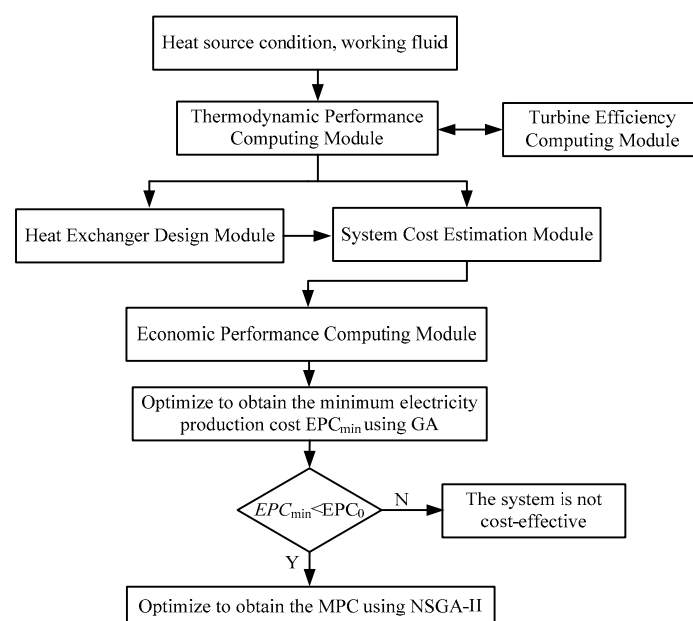 Heat source condition, working fluid
Thermodynamic Performance
Computing Module
Turbine Efficiency
Computing Module
Heat Exchanger Design Module
System Cost Estimation Module
Economic Performance Computing Module
Optimize to obtain the minimum electricity
production cost EPCmin using GA
EPCmin<EPC0
N
The system is not
cost-effective
Y
Optimize to obtain the MPC using NSGA-II